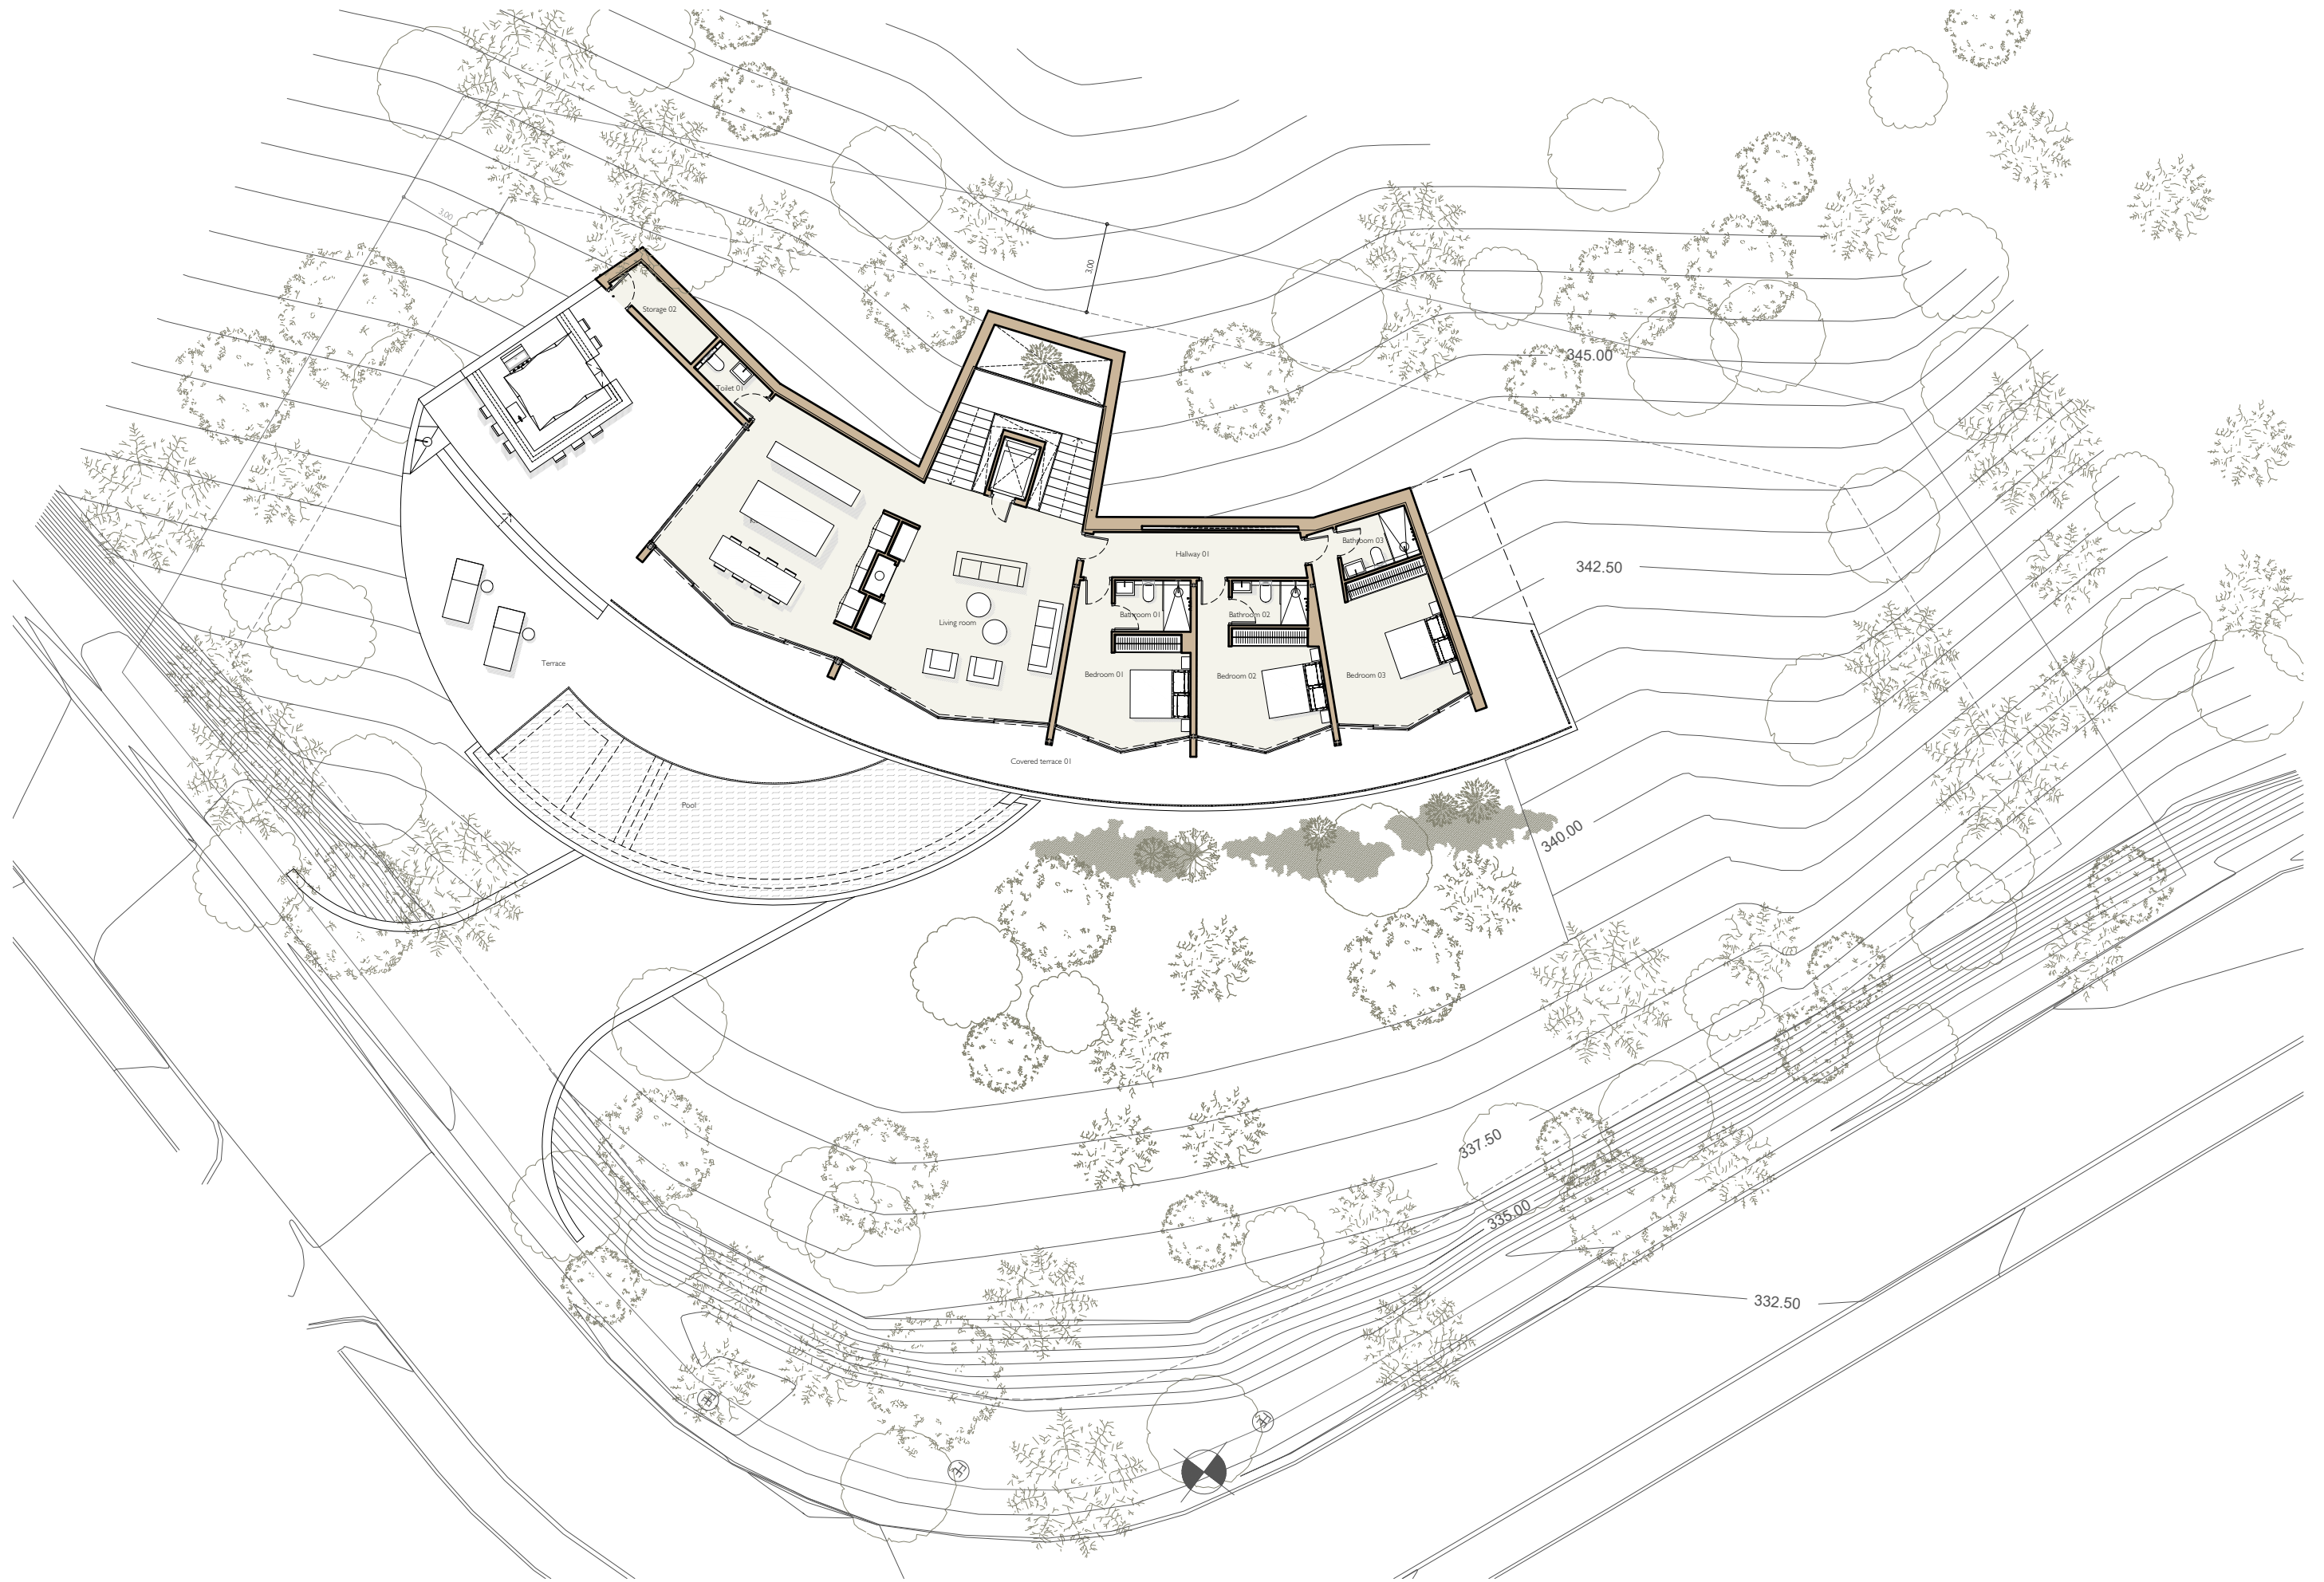 3.00
3.00
Storage 02
345.00
Toilet 01
Bathroom 03
Hallway 01
342.50
Bathroom 01
Bathroom 02
Living room
Terrace
Bedroom 01
Bedroom 02
Bedroom 03
Covered terrace 01
Pool
340.00
337.50
335.00
332.50